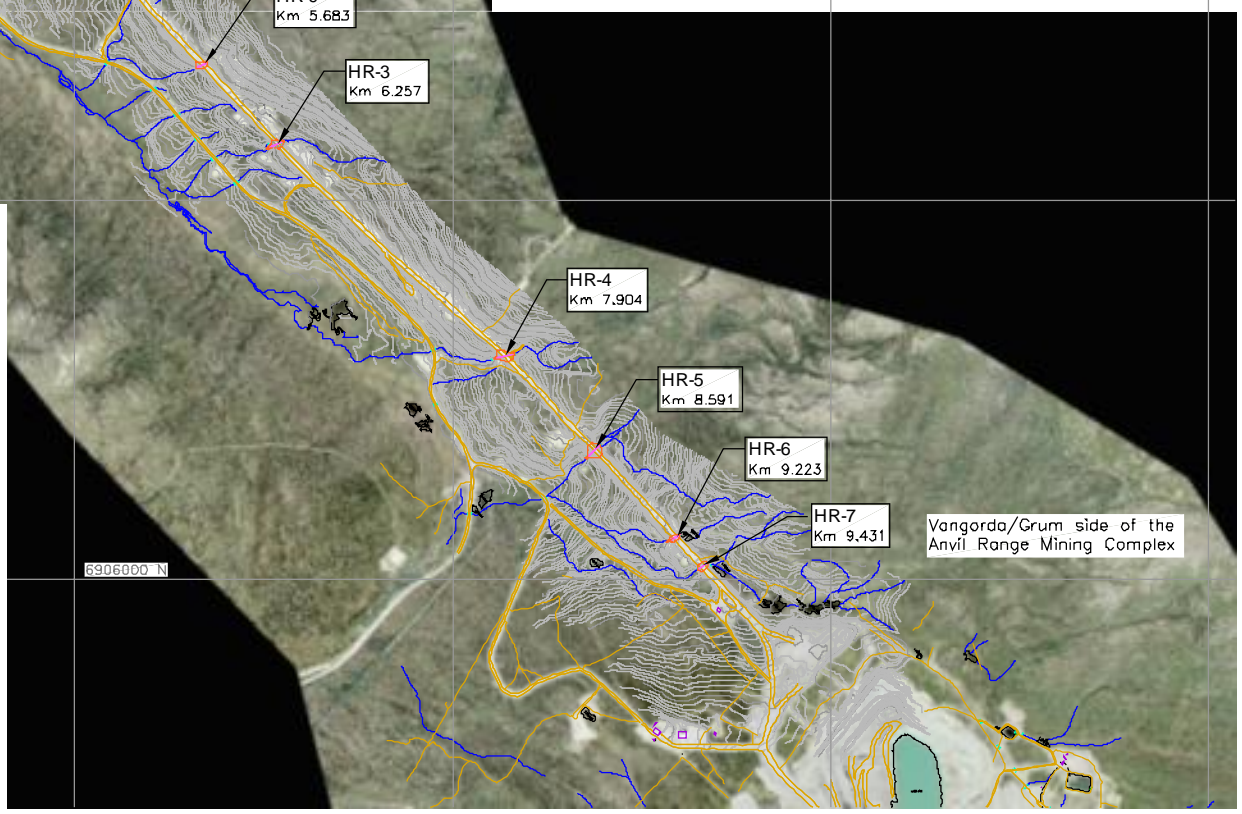 Km 5.683
HR-3
Km 6.257
HR-4
Km 7.904
HR-5
Km 8.591
HR-6
Km 9.223
HR-7
Km 9.431
Vangorda/Grum side of the
Anvil Range Mining Complex
6906000 N